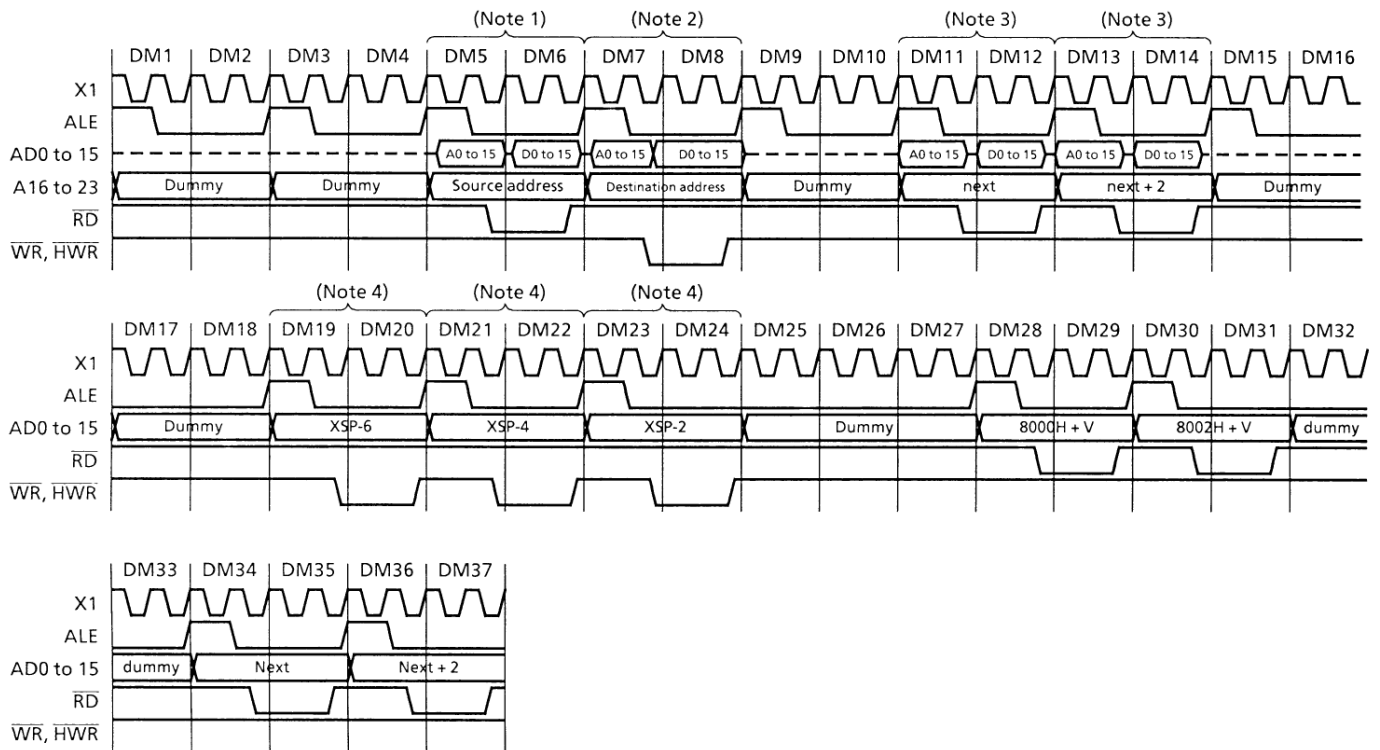 (Note 1) (Note 2) (Note 3) (Note 3)
DM1 DM2 DM3 DM4 DM5 DM6 DM7 DM8 DM9 DM10 DM11 DM12 DM13 DM14 DM15 DM16
X1
ALE
AD0 to 15 A0 to 15 D0 to 15 A0 to 15 D0 to 15 A0 to 15 D0 to 15 A0 to 15 D0 to 15
A16 to 23 Dummy Dummy Source address Destination address Dummy next next + 2 Dummy
RD
WR, HWR
(Note 4) (Note 4) (Note 4)
DM17 DM18 DM19 DM20 DM21 DM22 DM23 DM24 DM25 DM26 DM27 DM28 DM29 DM30 DM31 DM32
X1
ALE
AD0 to 15 Dummy XSP-6 XSP-4 XSP-2 Dummy 8000H + V 8002H + V dummy
RD
WR, HWR
DM33 DM34 DM35 DM36 DM37
X1
ALE
AD0 to 15 dummy Next Next + 2
RD
WR, HWR